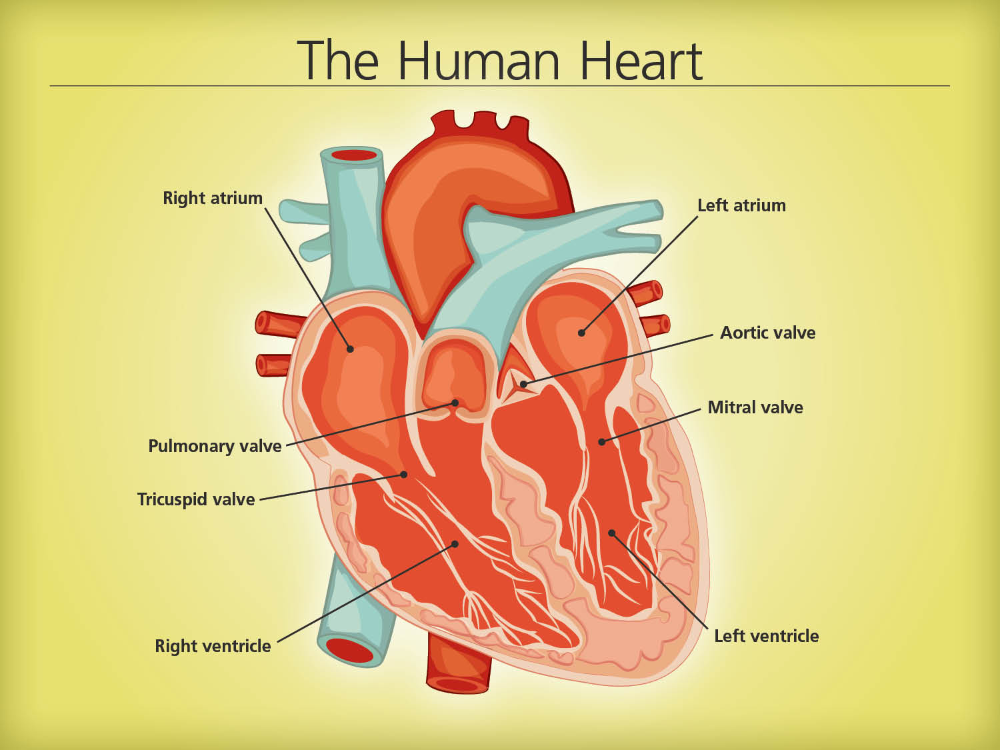 The Human Heart
Right atrium
Left atrium
Aortic valve
Mitral valve
Pulmonary valve
Tricuspid valve
Right ventricle
Left ventricle